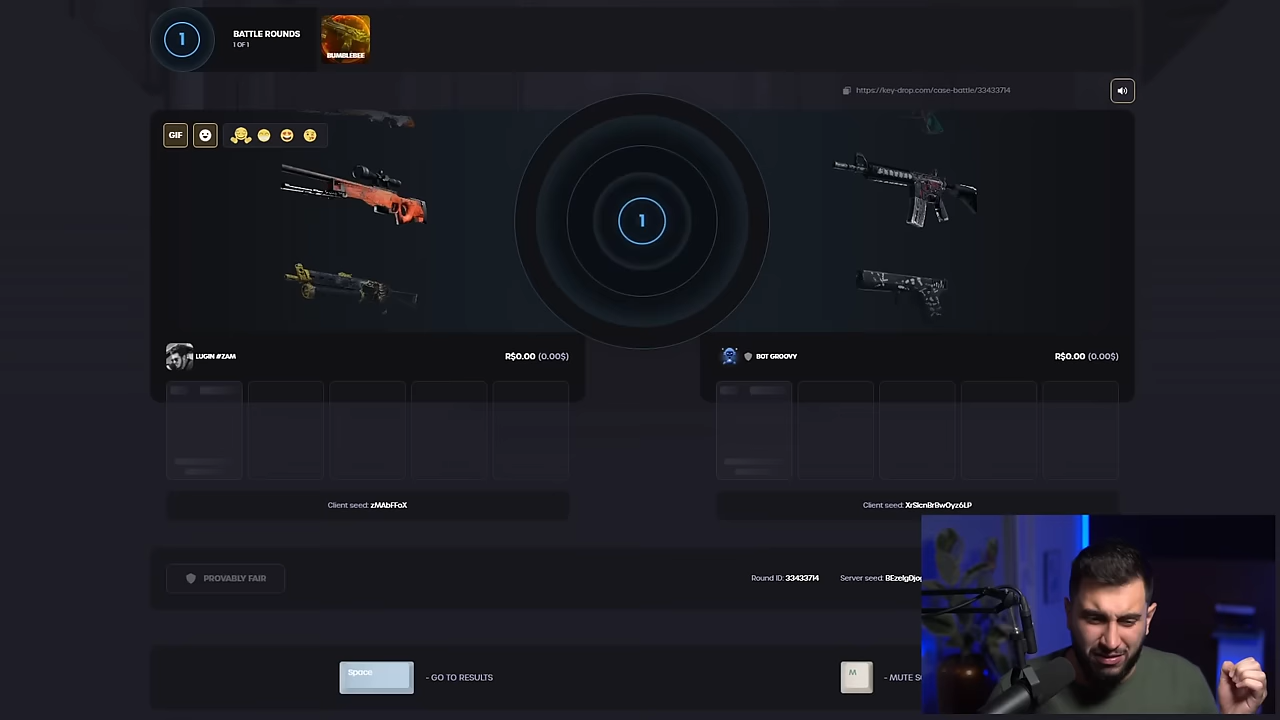 1
BATTLE ROUNDS
1 OF 1
BUMBLEBEE
https://key-drop.com/case-battle/33433714
GIF
1
LUGIN #ZAM
R$0.00 (0.00$)
BOT GROOVY
R$0.00 (0.00$)
Client seed: zMAbFFoX
Client seed: XrSlcnBrBwOyz6LP
PROVABLY FAIR
Round ID: 33433714
Server seed:
Space
- GO TO RESULTS
M
- MUTE